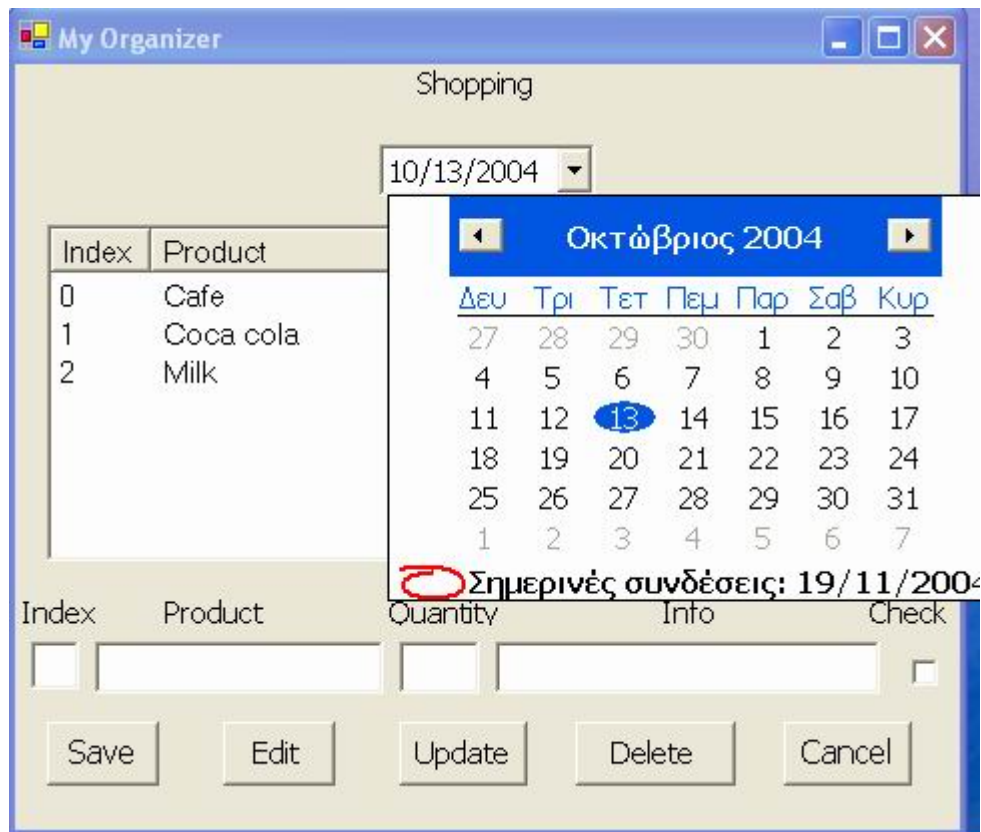 My Organizer
Shopping
10/13/2004
Οκτώβριος 2004
Index Product
Δευ Τρι Τετ Πεμ Παρ Σαβ Κυρ
0 Cafe
1 Coca cola
2 Milk
27 28 29 30 1 2 3
4 5 6 7 8 9 10
11 12 13 14 15 16 17
18 19 20 21 22 23 24
25 26 27 28 29 30 31
1 2 3 4 5 6 7
Σημερινές συνδέσεις: 19/11/2004
Index Product Quantity Info Check
Save Edit Update Delete Cancel